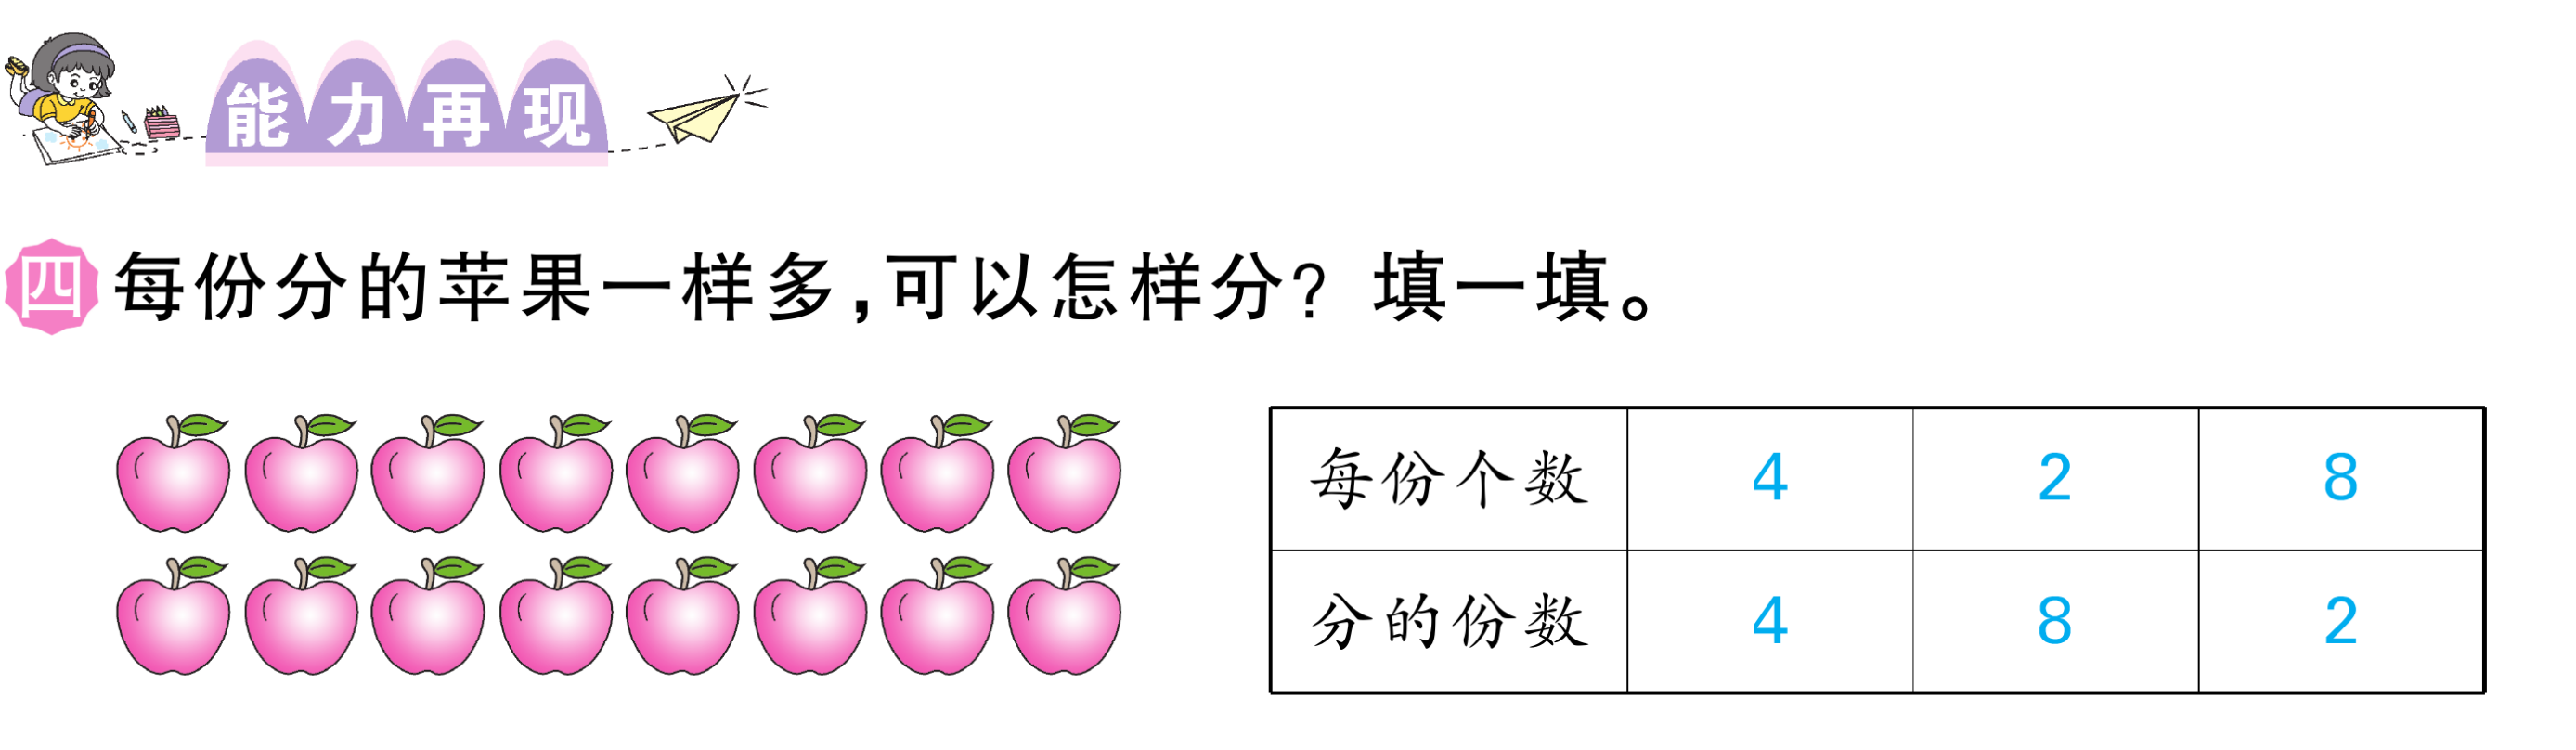 能力再现
四 每份分的苹果一样多,可以怎样分? 填一填。
每份个数 4 2 8
分的份数 4 8 2